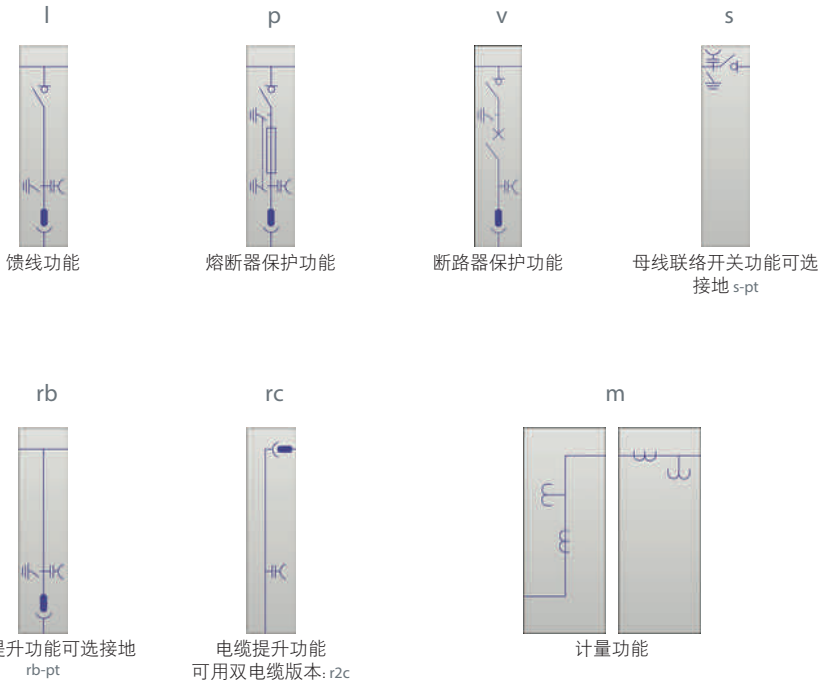 l
p
v
s
馈线功能
熔断器保护功能
断路器保护功能
母线联络开关功能可选
接地 s-pt
rb
rc
m
提升功能可选接地
rb-pt
电缆提升功能
可用双电缆版本: r2c
计量功能